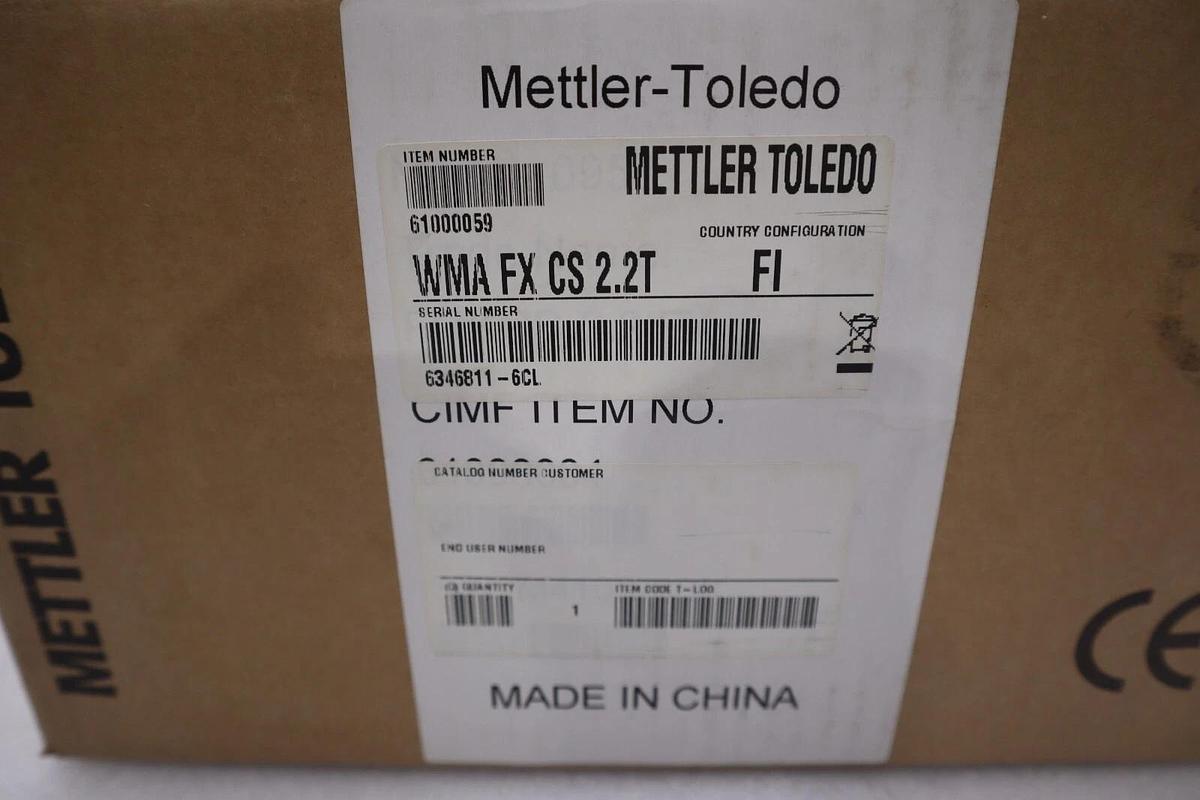 Mettler-Toledo
ITEM NUMBER
METTLER TOLEDO
61000059
COUNTRY CONFIGURATION
WMA FX CS 2.2T FI
SERIAL NUMBER
6346811-6CL
CIMF ITEM NO.
CATALOG NUMBER CUSTOMER
END USER NUMBER
QUANTITY
ITEM CODE T-LOG
1
MADE IN CHINA
METTLER
CE